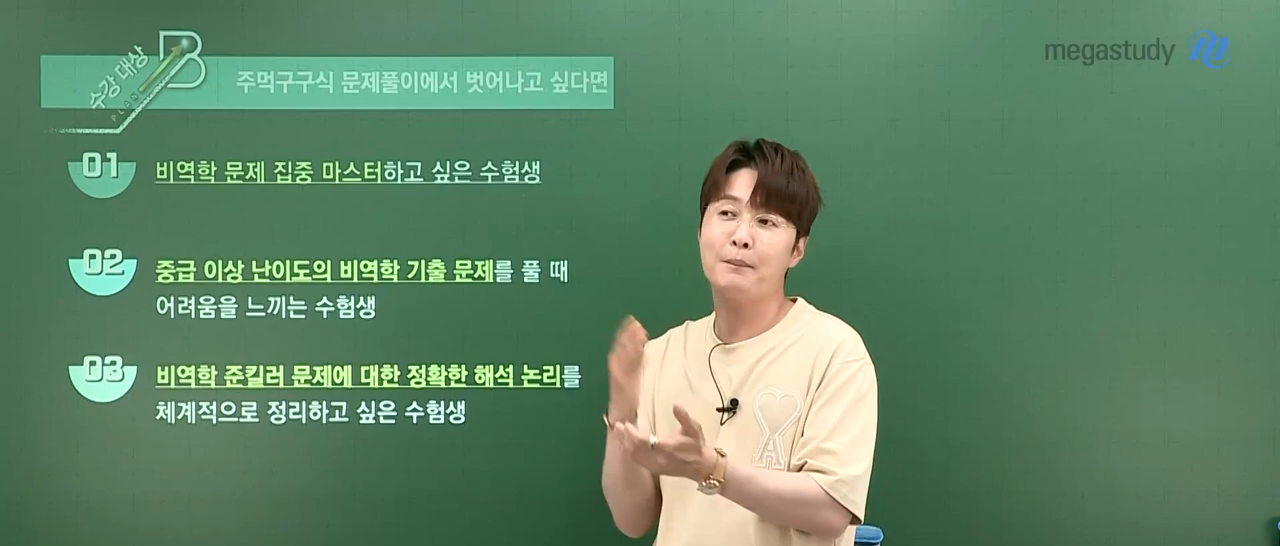 megastudy
수강 대상
PLAN
B
주먹구구식 문제풀이에서 벗어나고 싶다면
01
비역학 문제 집중 마스터하고 싶은 수험생
02
중급 이상 난이도의 비역학 기출 문제를 풀 때
어려움을 느끼는 수험생
03
비역학 준킬러 문제에 대한 정확한 해석 논리를
체계적으로 정리하고 싶은 수험생
A